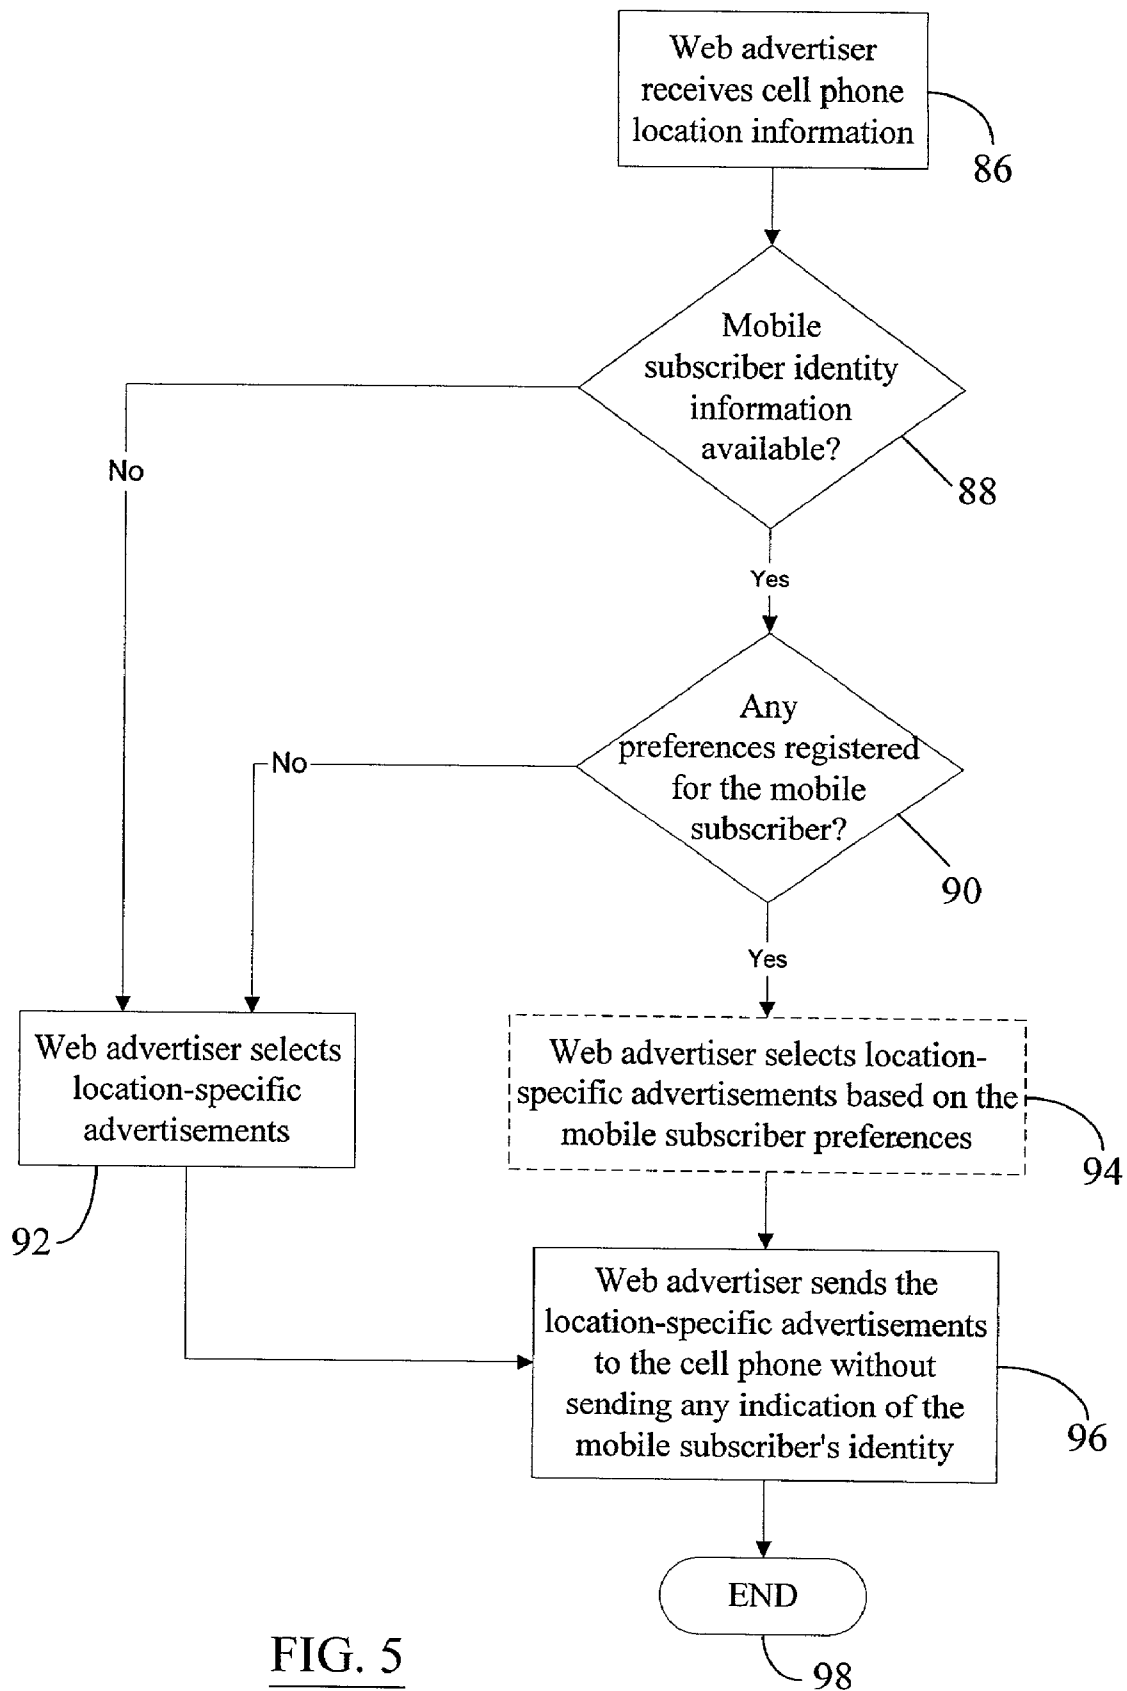 Web advertiser
receives cell phone
location information
86
Mobile
subscriber identity
information
available?
88
No
Yes
Any
preferences registered
for the mobile
subscriber?
90
No
Yes
Web advertiser selects
location-specific
advertisements
92
Web advertiser selects location-
specific advertisements based on the
mobile subscriber preferences
94
Web advertiser sends the
location-specific advertisements
to the cell phone without
sending any indication of the
mobile subscriber's identity
96
END
98
FIG. 5